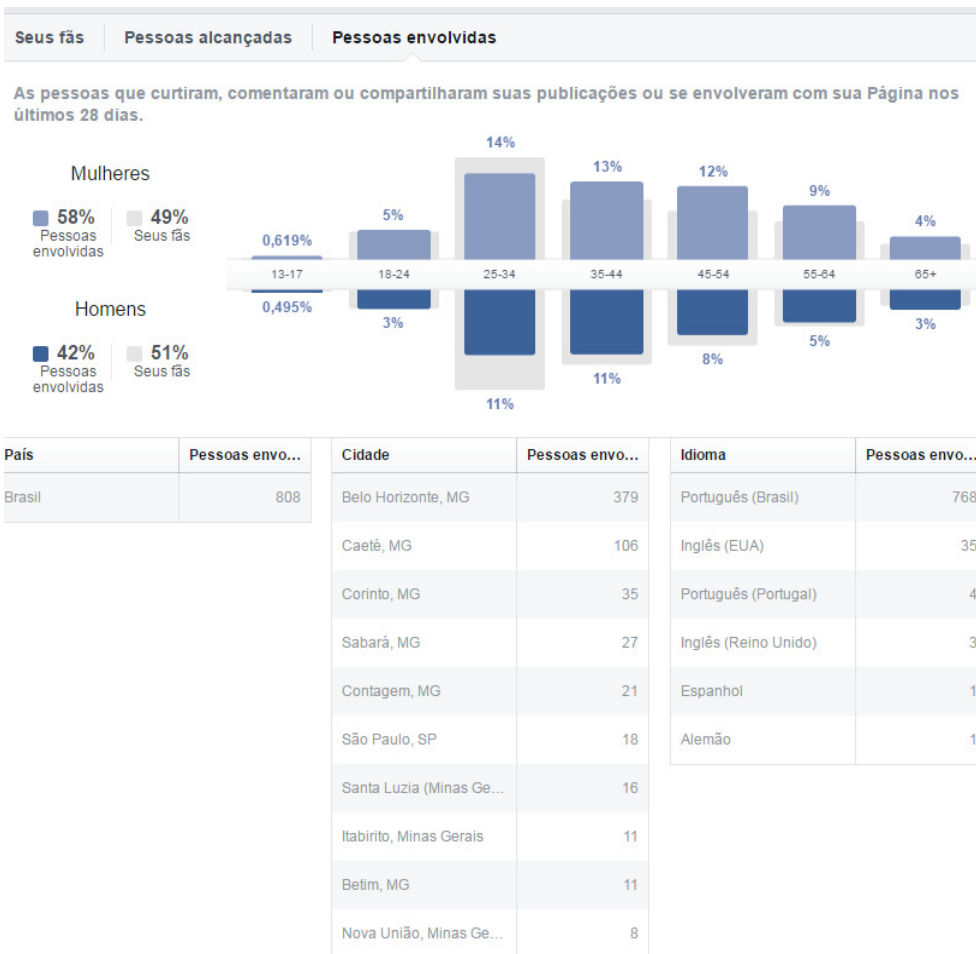 Seus fãs Pessoas alcançadas Pessoas envolvidas
As pessoas que curtiram, comentaram ou compartilharam suas publicações ou se envolveram com sua Página nos
últimos 28 dias.
Mulheres
58% 49%
Pessoas envolvidas Seus fãs
0,619% 5% 14% 13% 12% 9% 4%
13-17 18-24 25-34 35-44 45-54 55-64 65+
Homens
42% 51%
Pessoas envolvidas Seus fãs
0,495% 3% 11% 11% 8% 5% 3%
País Pessoas envo... Cidade Pessoas envo... Idioma Pessoas envo...
Brasil 808 Belo Horizonte, MG 379 Português (Brasil) 768
Caeté, MG 106 Inglês (EUA) 35
Corinto, MG 35 Português (Portugal) 4
Sabará, MG 27 Inglês (Reino Unido) 3
Contagem, MG 21 Espanhol 1
São Paulo, SP 18 Alemão 1
Santa Luzia (Minas Ge... 16
Itabirito, Minas Gerais 11
Betim, MG 11
Nova União, Minas Ge... 8